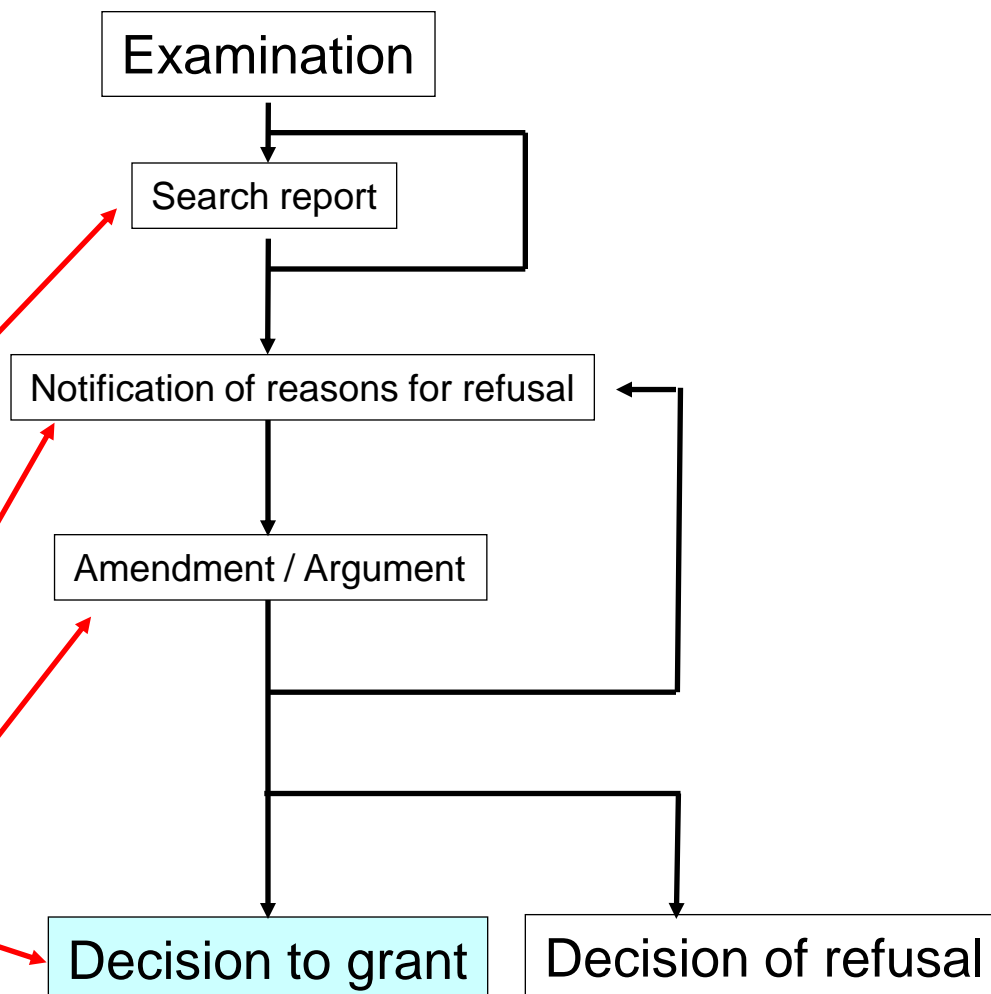 Examination
Search report
Notification of reasons for refusal
Amendment / Argument
Decision to grant
Decision of refusal